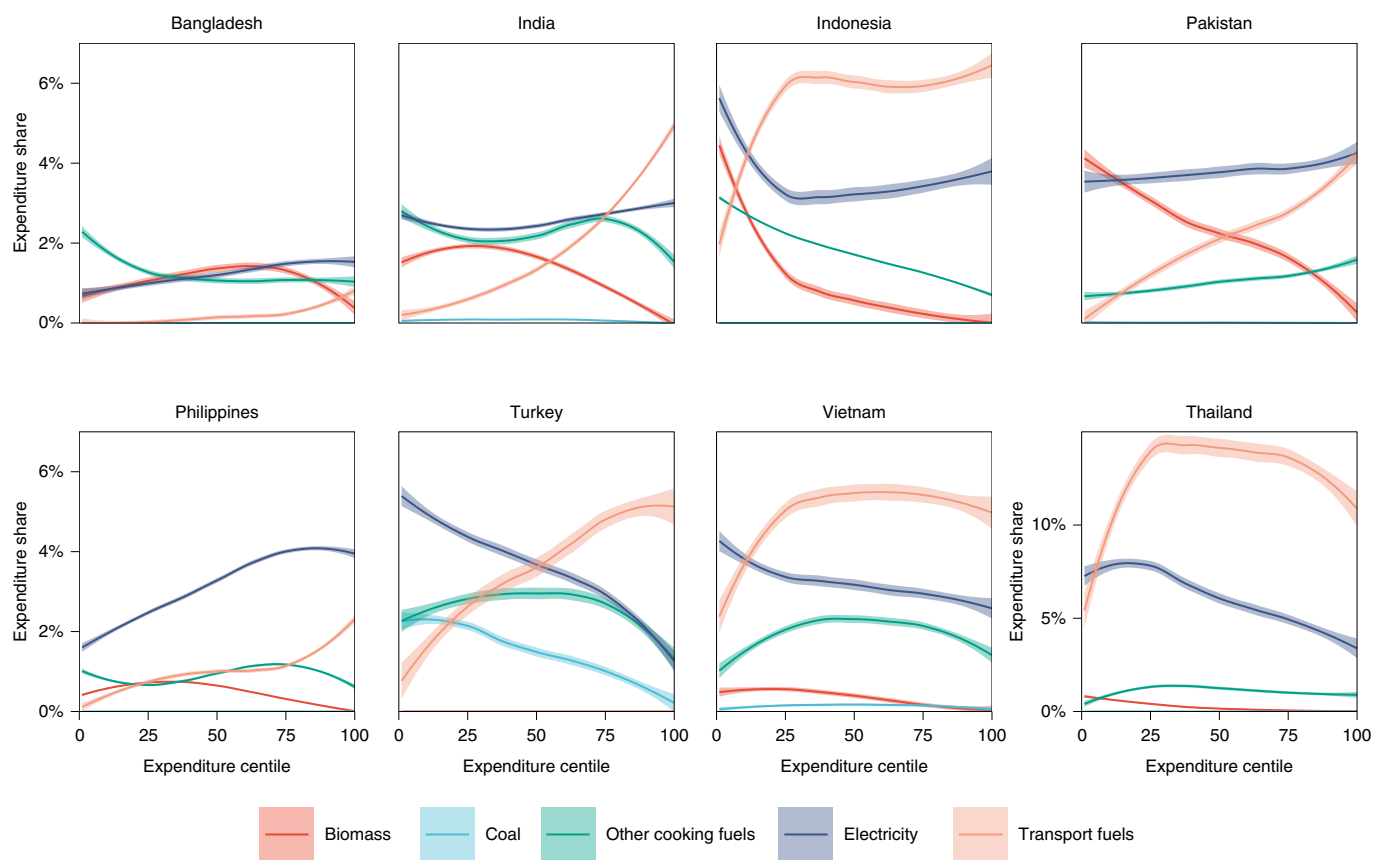 Bangladesh
India
Indonesia
Pakistan
Expenditure share
6%
4%
2%
0%
Philippines
Turkey
Vietnam
Thailand
Expenditure share
6%
4%
2%
0%
Expenditure share
10%
5%
0%
0 25 50 75 100
0 25 50 75 100
0 25 50 75 100
0 25 50 75 100
Expenditure centile
Expenditure centile
Expenditure centile
Expenditure centile
Biomass
Coal
Other cooking fuels
Electricity
Transport fuels